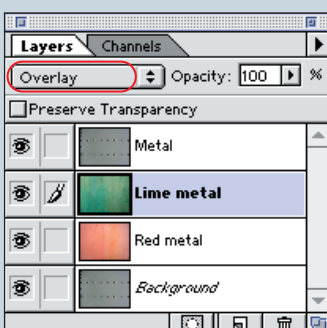 Layers Channels
Overlay Opacity: 100 %
Preserve Transparency
Metal
Lime metal
Red metal
Background